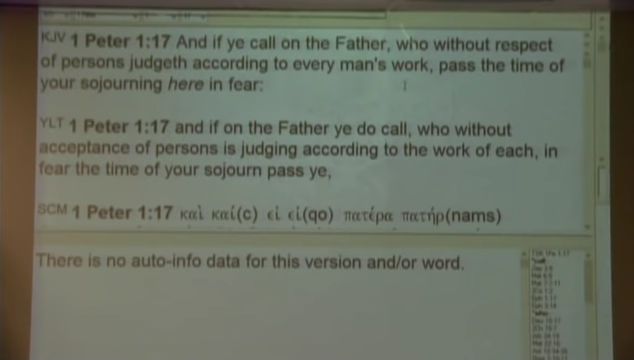 KJV 1 Peter 1:17 And if ye call on the Father, who without respect
of persons judgeth according to every man's work, pass the time of
your sojourning here in fear:
YLT 1 Peter 1:17 and if on the Father ye do call, who without
acceptance of persons is judging according to the work of each, in
fear the time of your sojourn pass ye,
SCM 1 Peter 1:17 καὶ καί(c) εἰ εἰ(qo) πατέρα πατήρ(nams)
There is no auto-info data for this version and/or word.